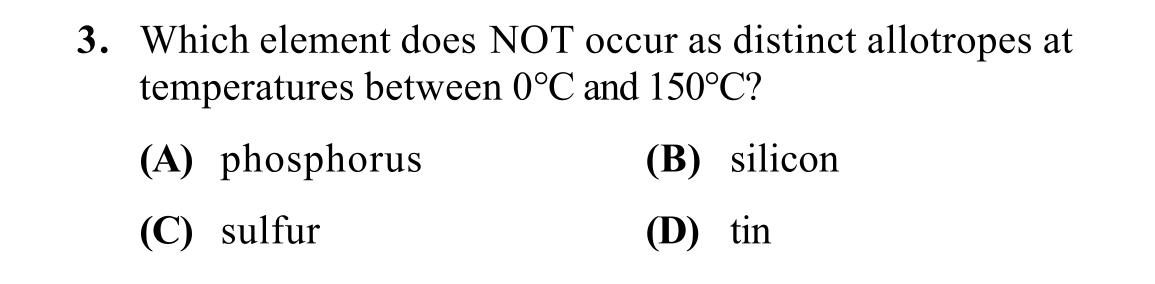 3. Which element does NOT occur as distinct allotropes at
temperatures between 0°C and 150°C?
(A) phosphorus (B) silicon
(C) sulfur (D) tin